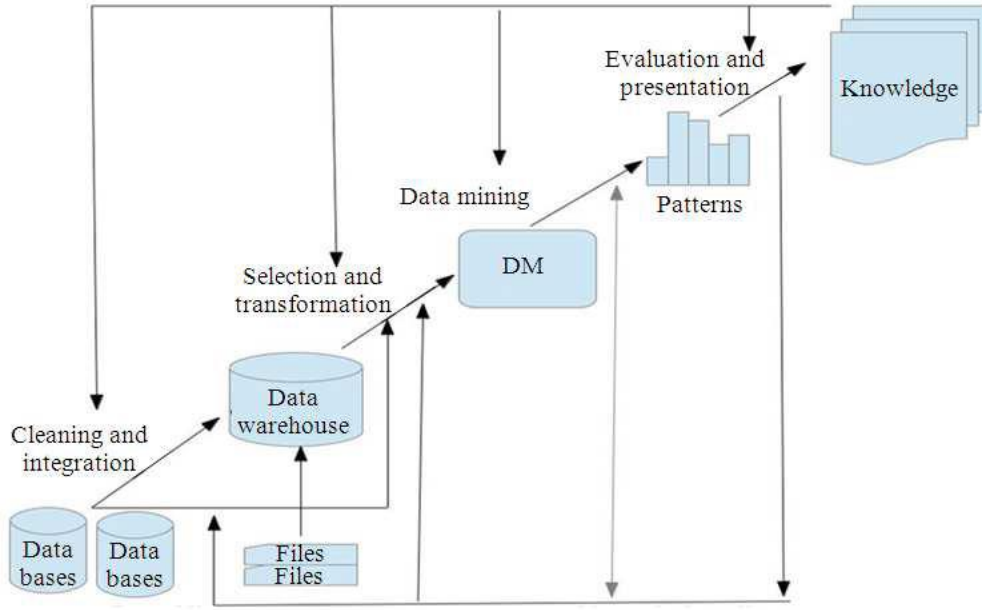 Evaluation and
presentation
Knowledge
Data mining
Patterns
Selection and
transformation
DM
Data
warehouse
Cleaning and
integration
Data
bases
Data
bases
Files
Files